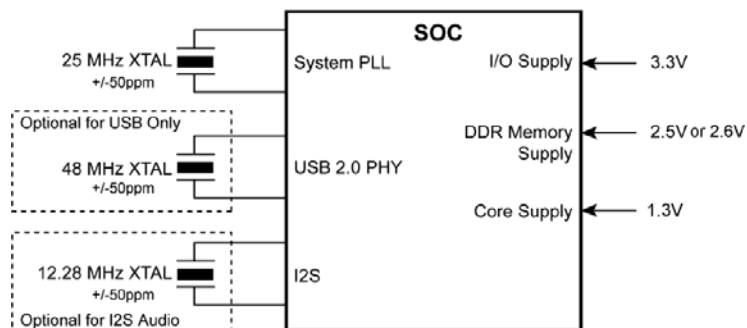 SOC
25 MHz XTAL
+/-50ppm
System PLL
I/O Supply
3.3V
Optional for USB Only
48 MHz XTAL
+/-50ppm
USB 2.0 PHY
DDR Memory
Supply
2.5V or 2.6V
Core Supply
1.3V
12.28 MHz XTAL
+/-50ppm
I2S
Optional for I2S Audio